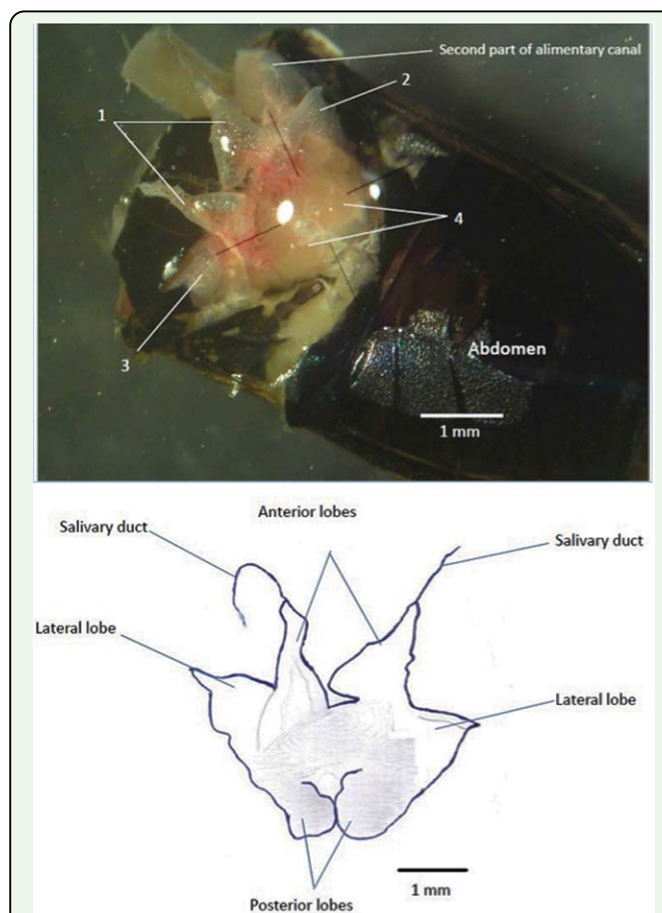 Second part of alimentary canal
2
1
4
3
Abdomen
1 mm
Anterior lobes
Salivary duct
Salivary duct
Lateral lobe
Lateral lobe
1 mm
Posterior lobes